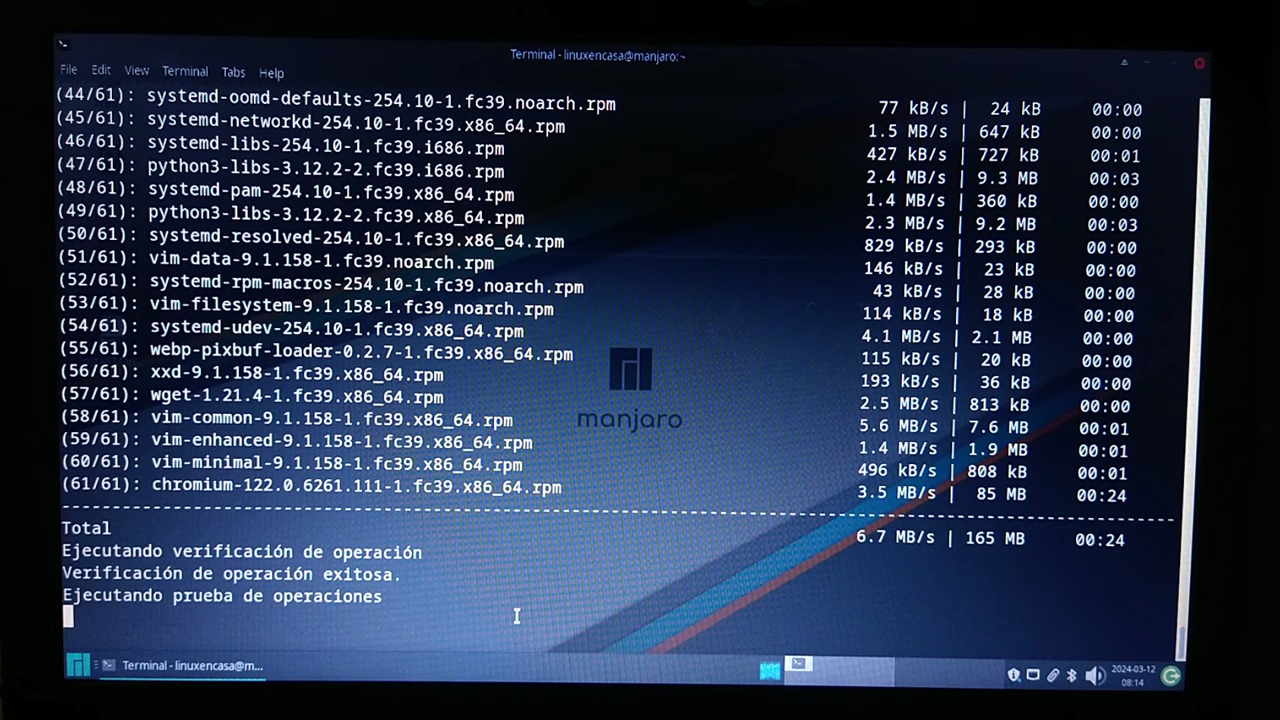 Terminal - linuxencasa@manjaro:~
File Edit View Terminal Tabs Help
(44/61): systemd-oomd-defaults-254.10-1.fc39.noarch.rpm 77 kB/s | 24 kB 00:00
(45/61): systemd-networkd-254.10-1.fc39.x86_64.rpm 1.5 MB/s | 647 kB 00:00
(46/61): systemd-libs-254.10-1.fc39.i686.rpm 427 kB/s | 727 kB 00:01
(47/61): python3-libs-3.12.2-2.fc39.i686.rpm 2.4 MB/s | 9.3 MB 00:03
(48/61): systemd-pam-254.10-1.fc39.x86_64.rpm 1.4 MB/s | 360 kB 00:00
(49/61): python3-libs-3.12.2-2.fc39.x86_64.rpm 2.3 MB/s | 9.2 MB 00:03
(50/61): systemd-resolved-254.10-1.fc39.x86_64.rpm 829 kB/s | 293 kB 00:00
(51/61): vim-data-9.1.158-1.fc39.noarch.rpm 146 kB/s | 23 kB 00:00
(52/61): systemd-rpm-macros-254.10-1.fc39.noarch.rpm 43 kB/s | 28 kB 00:00
(53/61): vim-filesystem-9.1.158-1.fc39.noarch.rpm 114 kB/s | 18 kB 00:00
(54/61): systemd-udev-254.10-1.fc39.x86_64.rpm 4.1 MB/s | 2.1 MB 00:00
(55/61): webp-pixbuf-loader-0.2.7-1.fc39.x86_64.rpm 115 kB/s | 20 kB 00:00
(56/61): xxd-9.1.158-1.fc39.x86_64.rpm 193 kB/s | 36 kB 00:00
(57/61): wget-1.21.4-1.fc39.x86_64.rpm 2.5 MB/s | 813 kB 00:00
(58/61): vim-common-9.1.158-1.fc39.x86_64.rpm 5.6 MB/s | 7.6 MB 00:01
(59/61): vim-enhanced-9.1.158-1.fc39.x86_64.rpm 1.4 MB/s | 1.9 MB 00:01
(60/61): vim-minimal-9.1.158-1.fc39.x86_64.rpm 496 kB/s | 808 kB 00:01
(61/61): chromium-122.0.6261.111-1.fc39.x86_64.rpm 3.5 MB/s | 85 MB 00:24
Total 6.7 MB/s | 165 MB 00:24
Ejecutando verificación de operación
Verificación de operación exitosa.
Ejecutando prueba de operaciones
manjaro
Terminal - linuxencasa@m...
2024-03-12
08:14